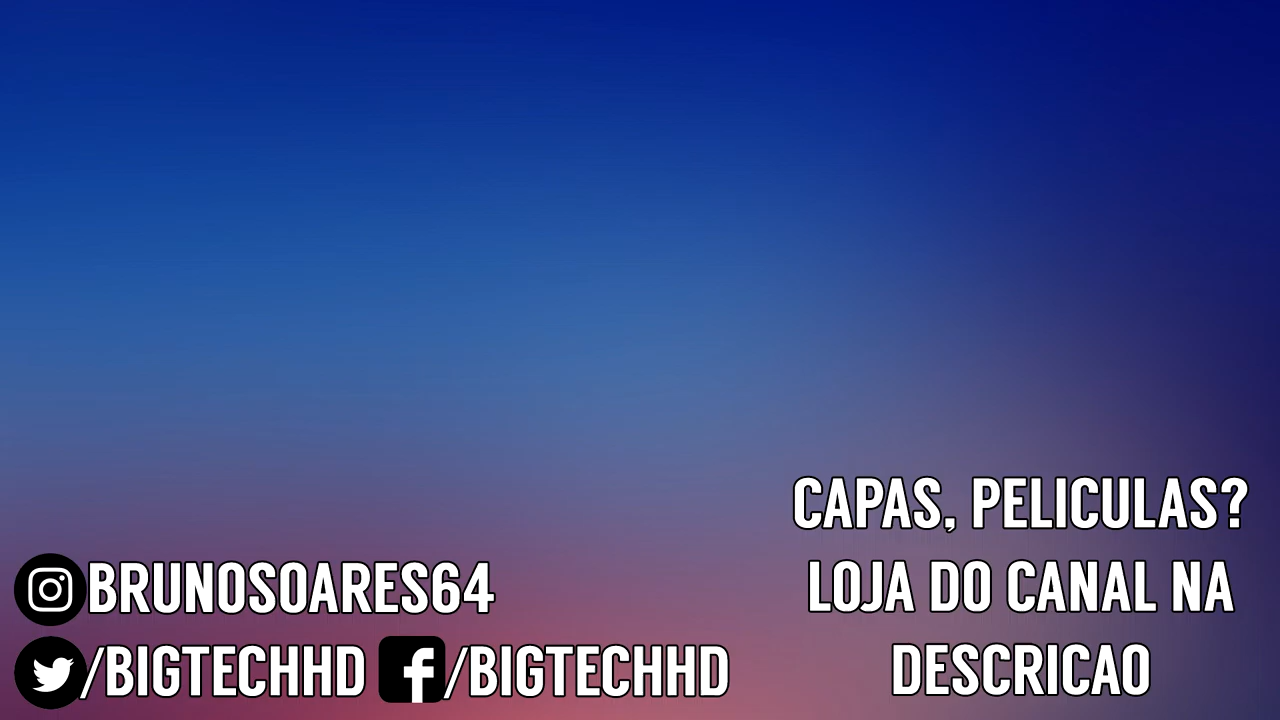 CAPAS, PELICULAS?
LOJA DO CANAL NA
DESCRICAO
BRUNOSOARES64
/BIGTECHHD /BIGTECHHD